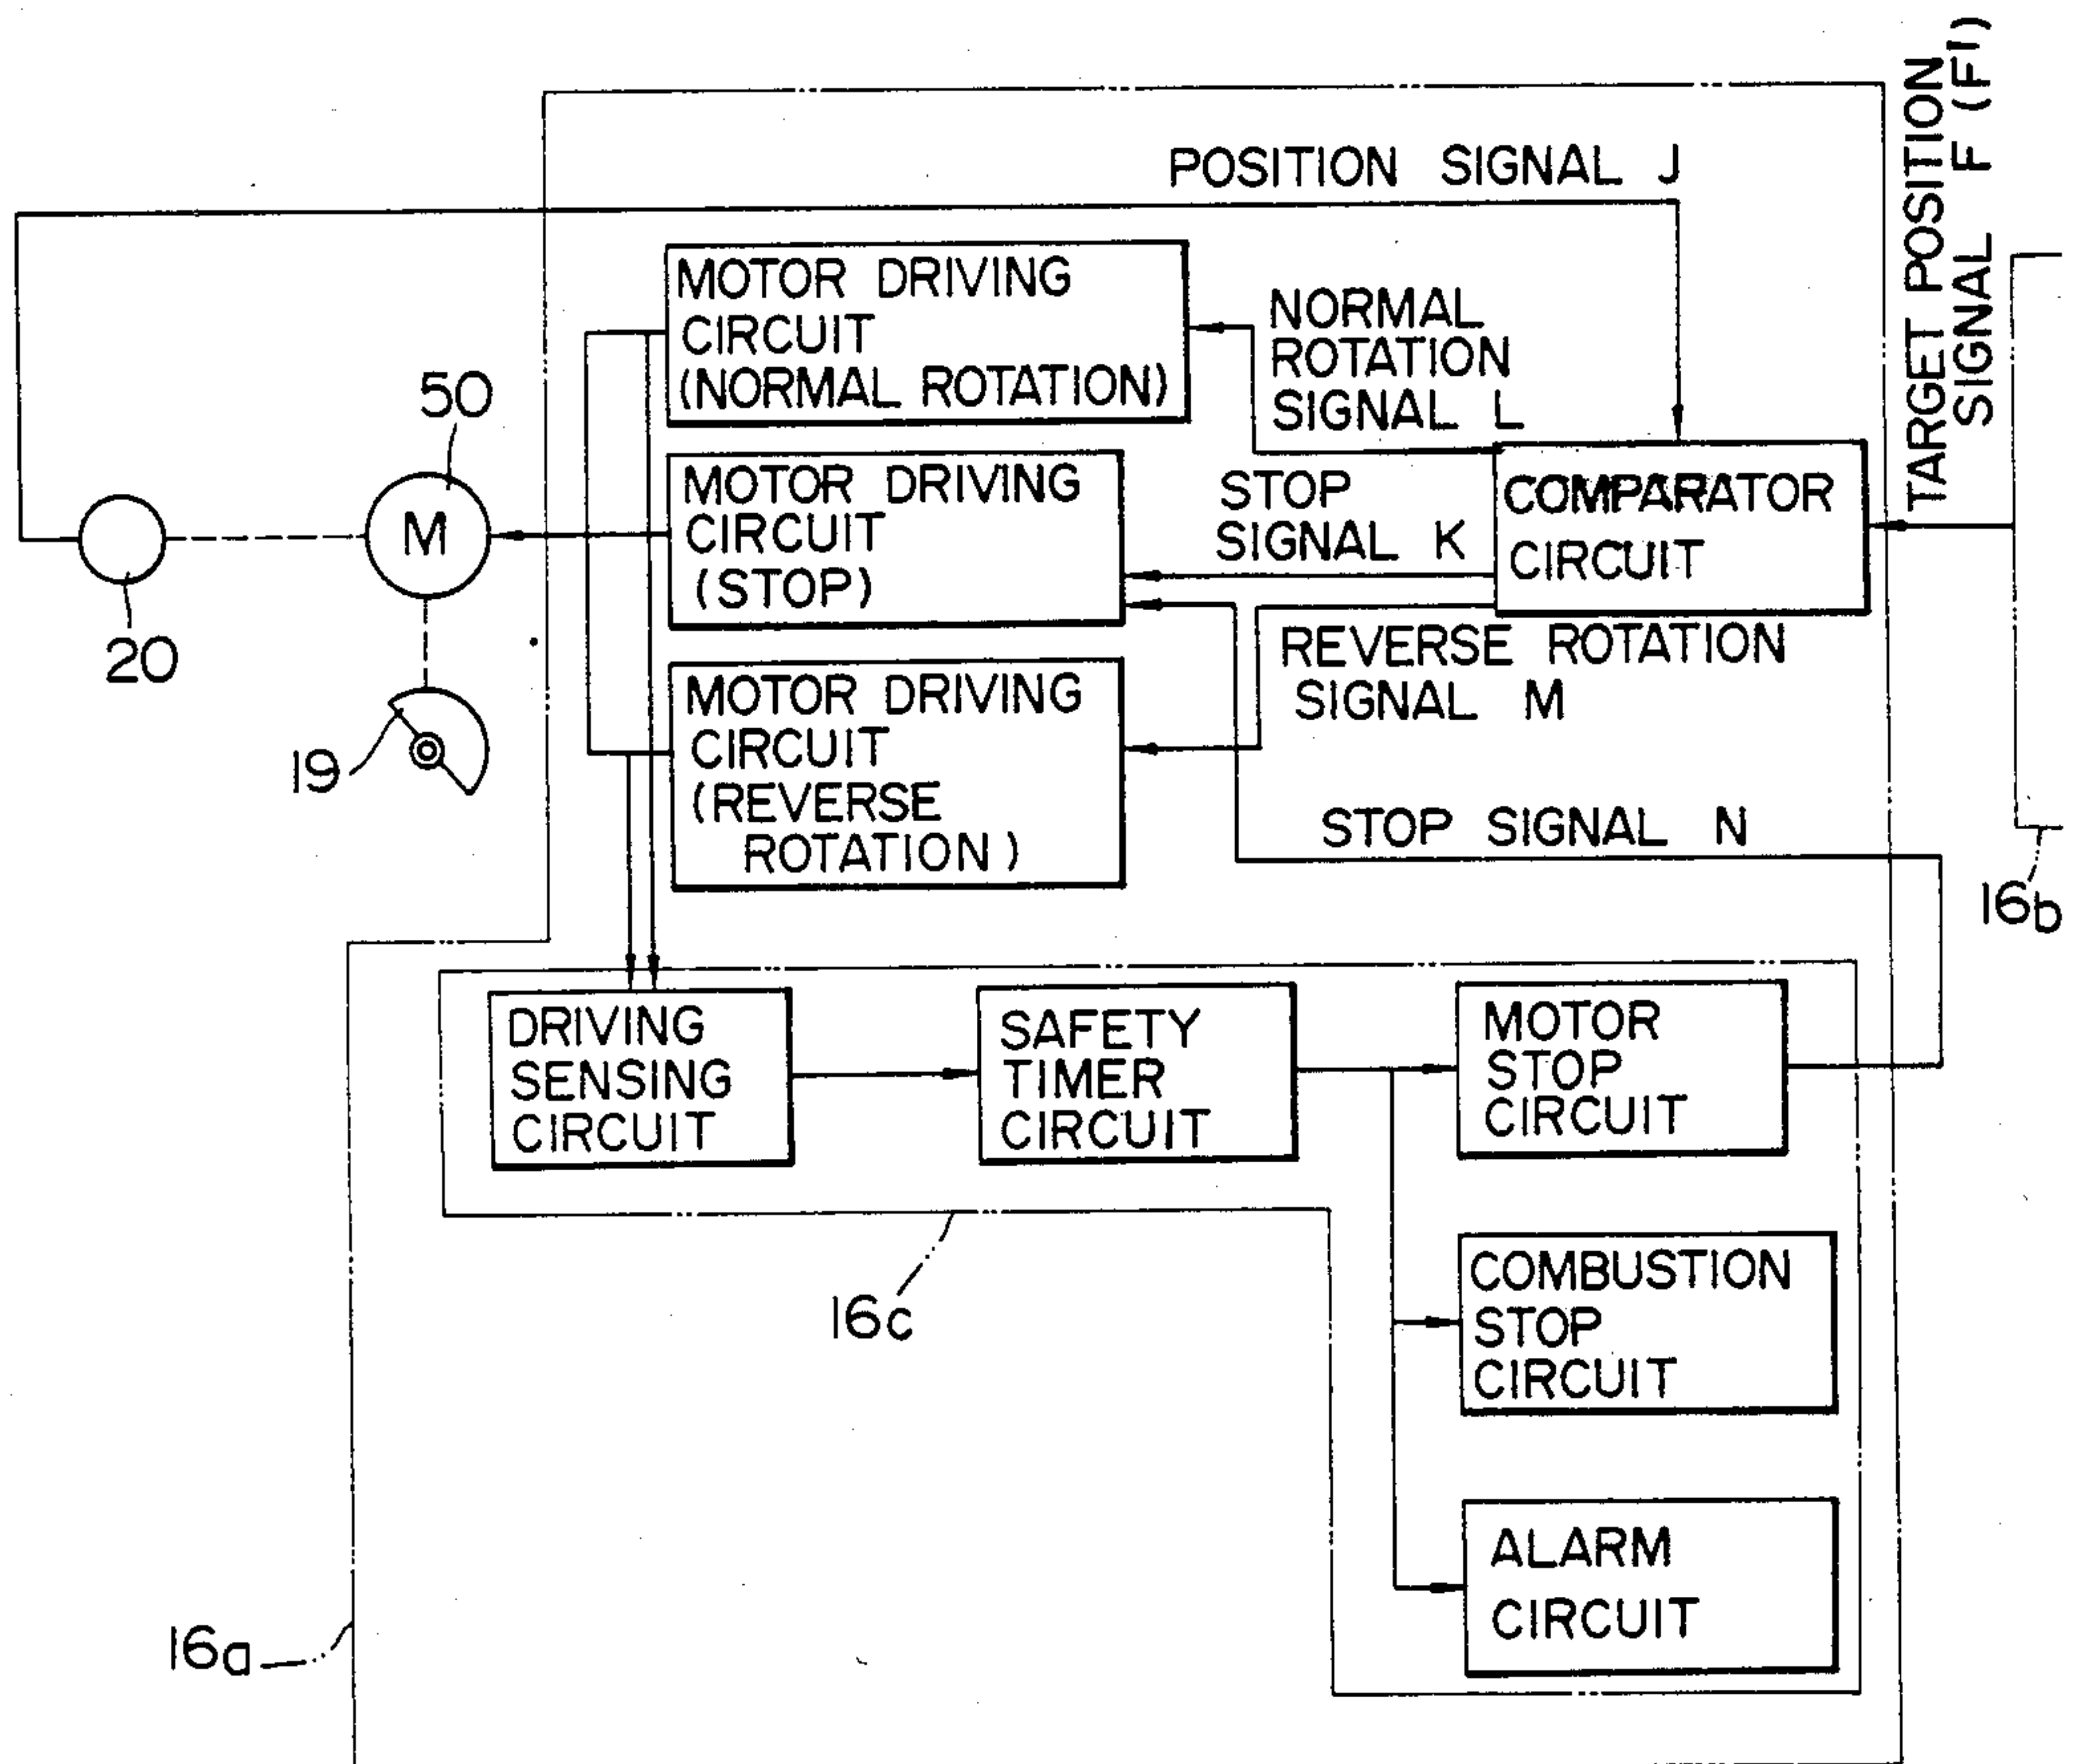 TARGET POSITION
SIGNAL F (F')
POSITION SIGNAL J
MOTOR DRIVING
CIRCUIT
(NORMAL ROTATION)
NORMAL
ROTATION
SIGNAL L
50
M
MOTOR DRIVING
CIRCUIT
(STOP)
STOP
SIGNAL K
COMPARATOR
CIRCUIT
20
19
MOTOR DRIVING
CIRCUIT
(REVERSE
ROTATION)
REVERSE ROTATION
SIGNAL M
STOP SIGNAL N
16b
DRIVING
SENSING
CIRCUIT
SAFETY
TIMER
CIRCUIT
MOTOR
STOP
CIRCUIT
16c
COMBUSTION
STOP
CIRCUIT
ALARM
CIRCUIT
16a